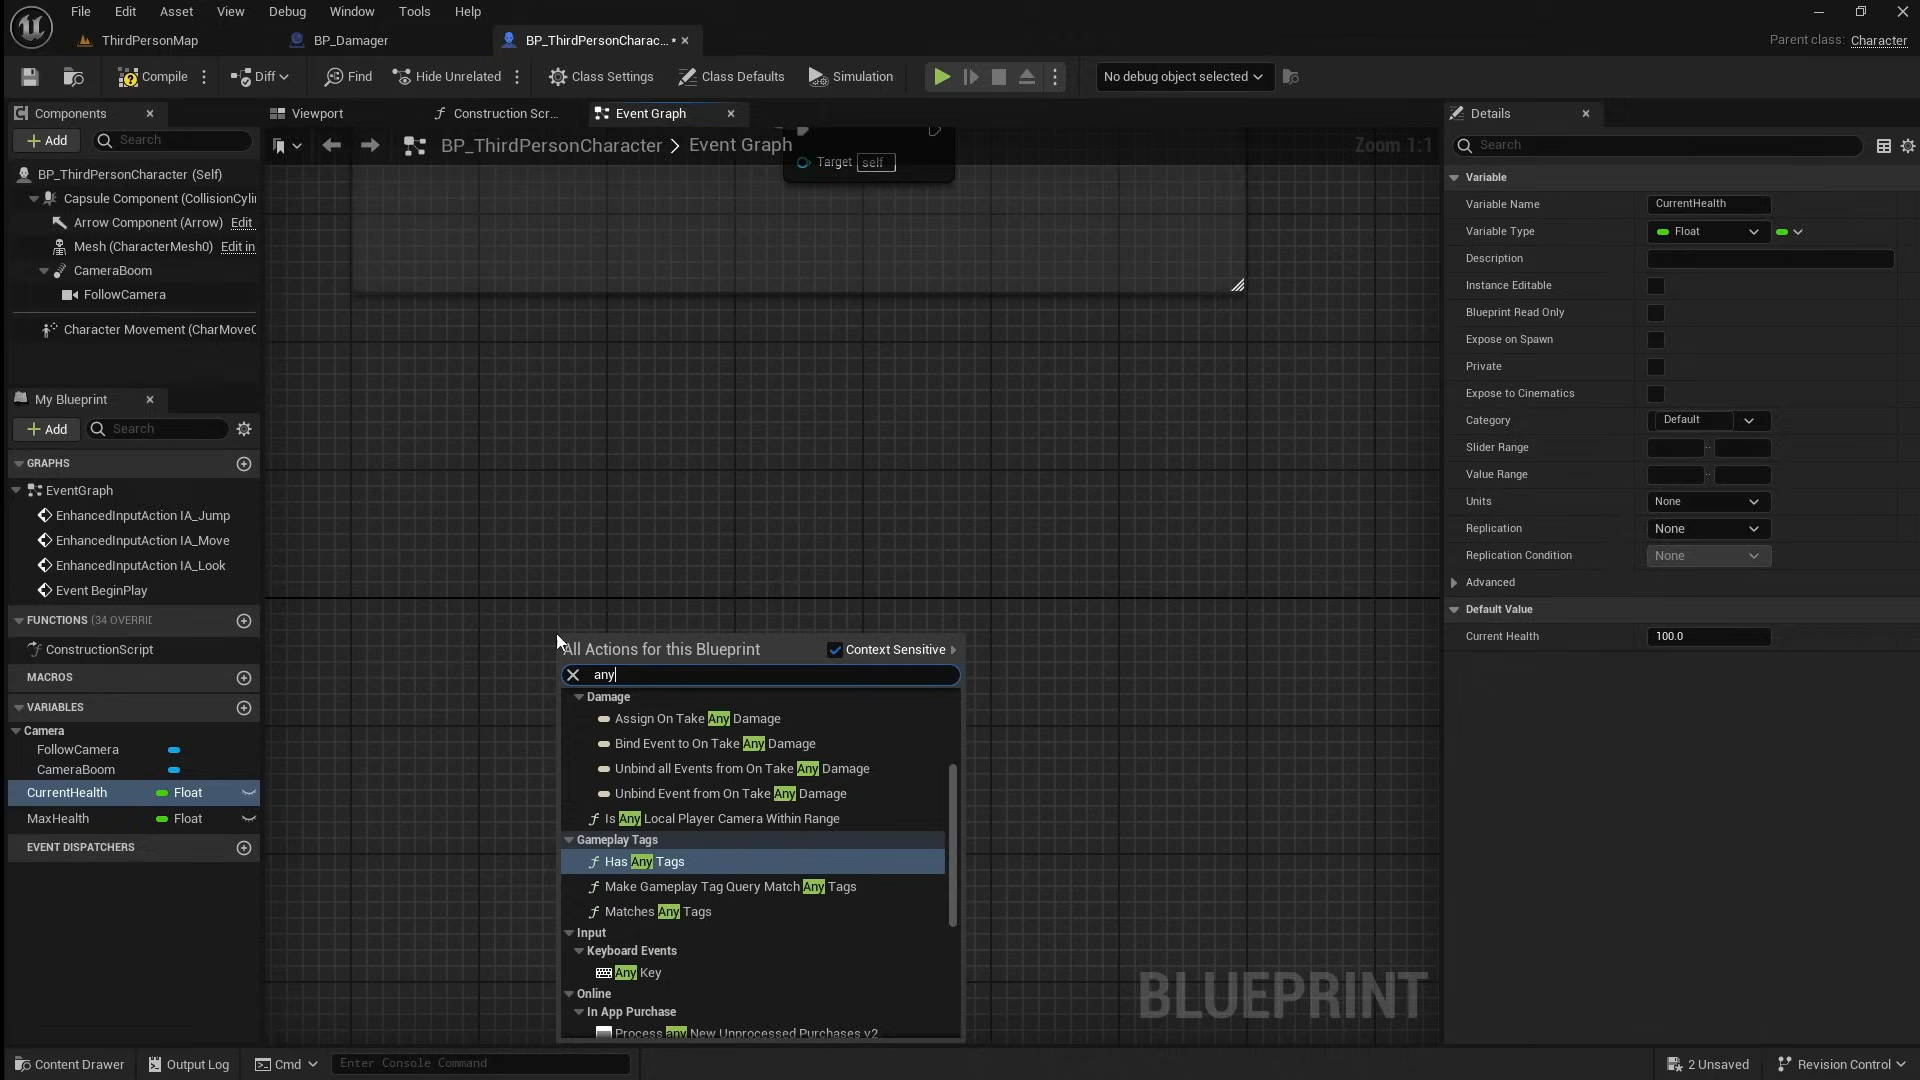 File Edit Asset View Debug Window Tools Help
ThirdPersonMap BP_Damager BP_ThirdPersonCharac...
Parent class: Character
Compile Diff Find Hide Unrelated Class Settings Class Defaults Simulation No debug object selected
Components Viewport Construction Scr... Event Graph Details
Add Search BP_ThirdPersonCharacter > Event Graph Zoom 1:1 Search
Target self
BP_ThirdPersonCharacter (Self)
Capsule Component (CollisionCyli
Arrow Component (Arrow) Edit
Mesh (CharacterMesh0) Edit in
CameraBoom
FollowCamera
Character Movement (CharMoveC
My Blueprint
Add Search
GRAPHS
EventGraph
EnhancedInputAction IA_Jump
EnhancedInputAction IA_Move
EnhancedInputAction IA_Look
Event BeginPlay
FUNCTIONS (34 OVERRID
ConstructionScript
MACROS
VARIABLES
Camera
FollowCamera
CameraBoom
CurrentHealth Float
MaxHealth Float
EVENT DISPATCHERS
All Actions for this Blueprint Context Sensitive
any
Damage
Assign On Take Any Damage
Bind Event to On Take Any Damage
Unbind all Events from On Take Any Damage
Unbind Event from On Take Any Damage
Is Any Local Player Camera Within Range
Gameplay Tags
Has Any Tags
Make Gameplay Tag Query Match Any Tags
Matches Any Tags
Input
Keyboard Events
Any Key
Online
In App Purchase
Process any New Unprocessed Purchases v2
BLUEPRINT
Variable
Variable Name CurrentHealth
Variable Type Float
Description
Instance Editable
Blueprint Read Only
Expose on Spawn
Private
Expose to Cinematics
Category Default
Slider Range
Value Range
Units None
Replication None
Replication Condition None
Advanced
Default Value
Current Health 100.0
Content Drawer Output Log Cmd Enter Console Command 2 Unsaved Revision Control